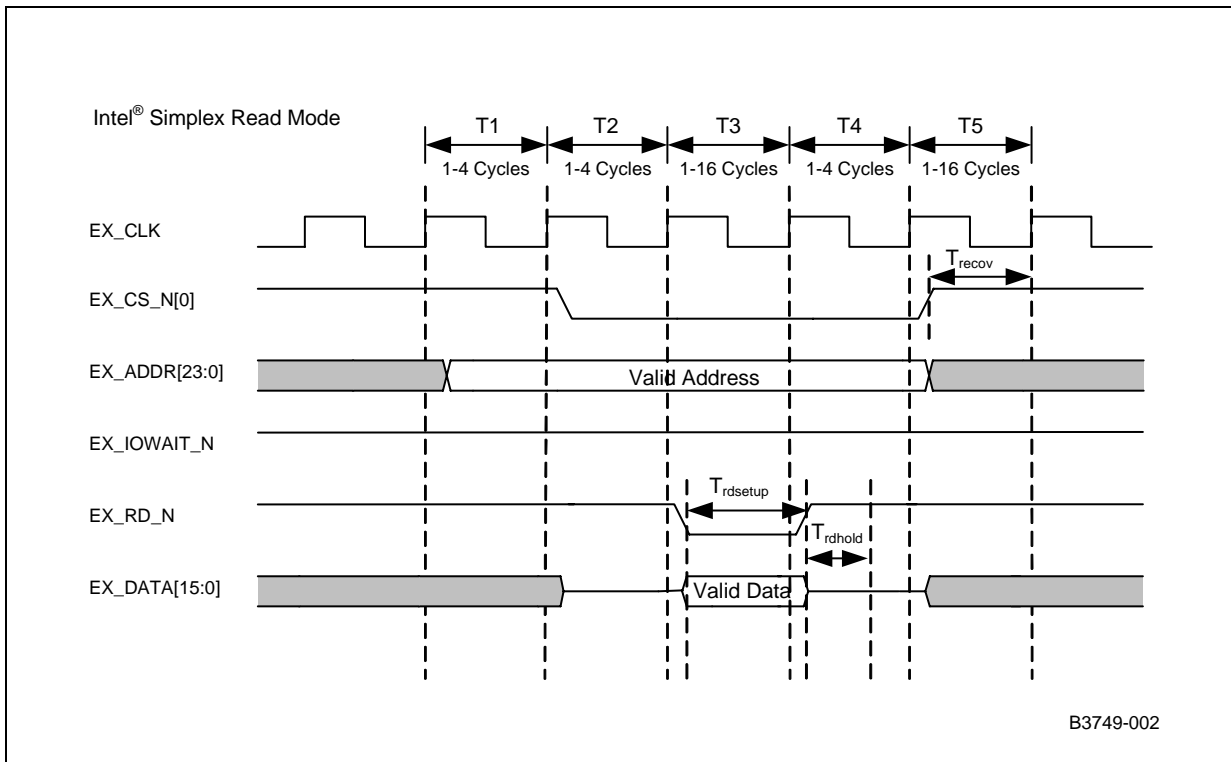 Intel® Simplex Read Mode
T1 T2 T3 T4 T5
1-4 Cycles 1-4 Cycles 1-16 Cycles 1-4 Cycles 1-16 Cycles
EX_CLK
Trecov
EX_CS_N[0]
EX_ADDR[23:0]
Valid Address
EX_IOWAIT_N
Trdsetup
EX_RD_N
Trdhold
EX_DATA[15:0]
Valid Data
B3749-002